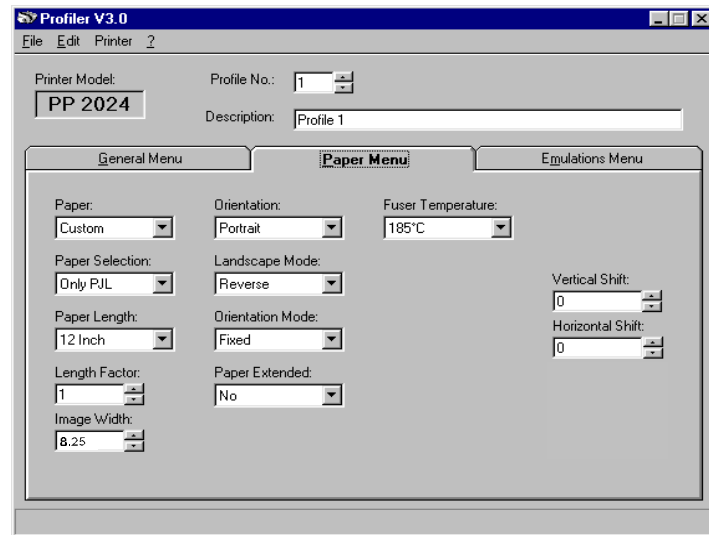 Profiler V3.0
File Edit Printer ?
Printer Model:
PP 2024
Profile No.:
1
Description:
Profile 1
General Menu
Paper Menu
Emulations Menu
Paper:
Custom
Orientation:
Portrait
Fuser Temperature:
185°C
Paper Selection:
Only PJL
Landscape Mode:
Reverse
Vertical Shift:
0
Paper Length:
12 Inch
Orientation Mode:
Fixed
Horizontal Shift:
0
Length Factor:
1
Paper Extended:
No
Image Width:
8.25